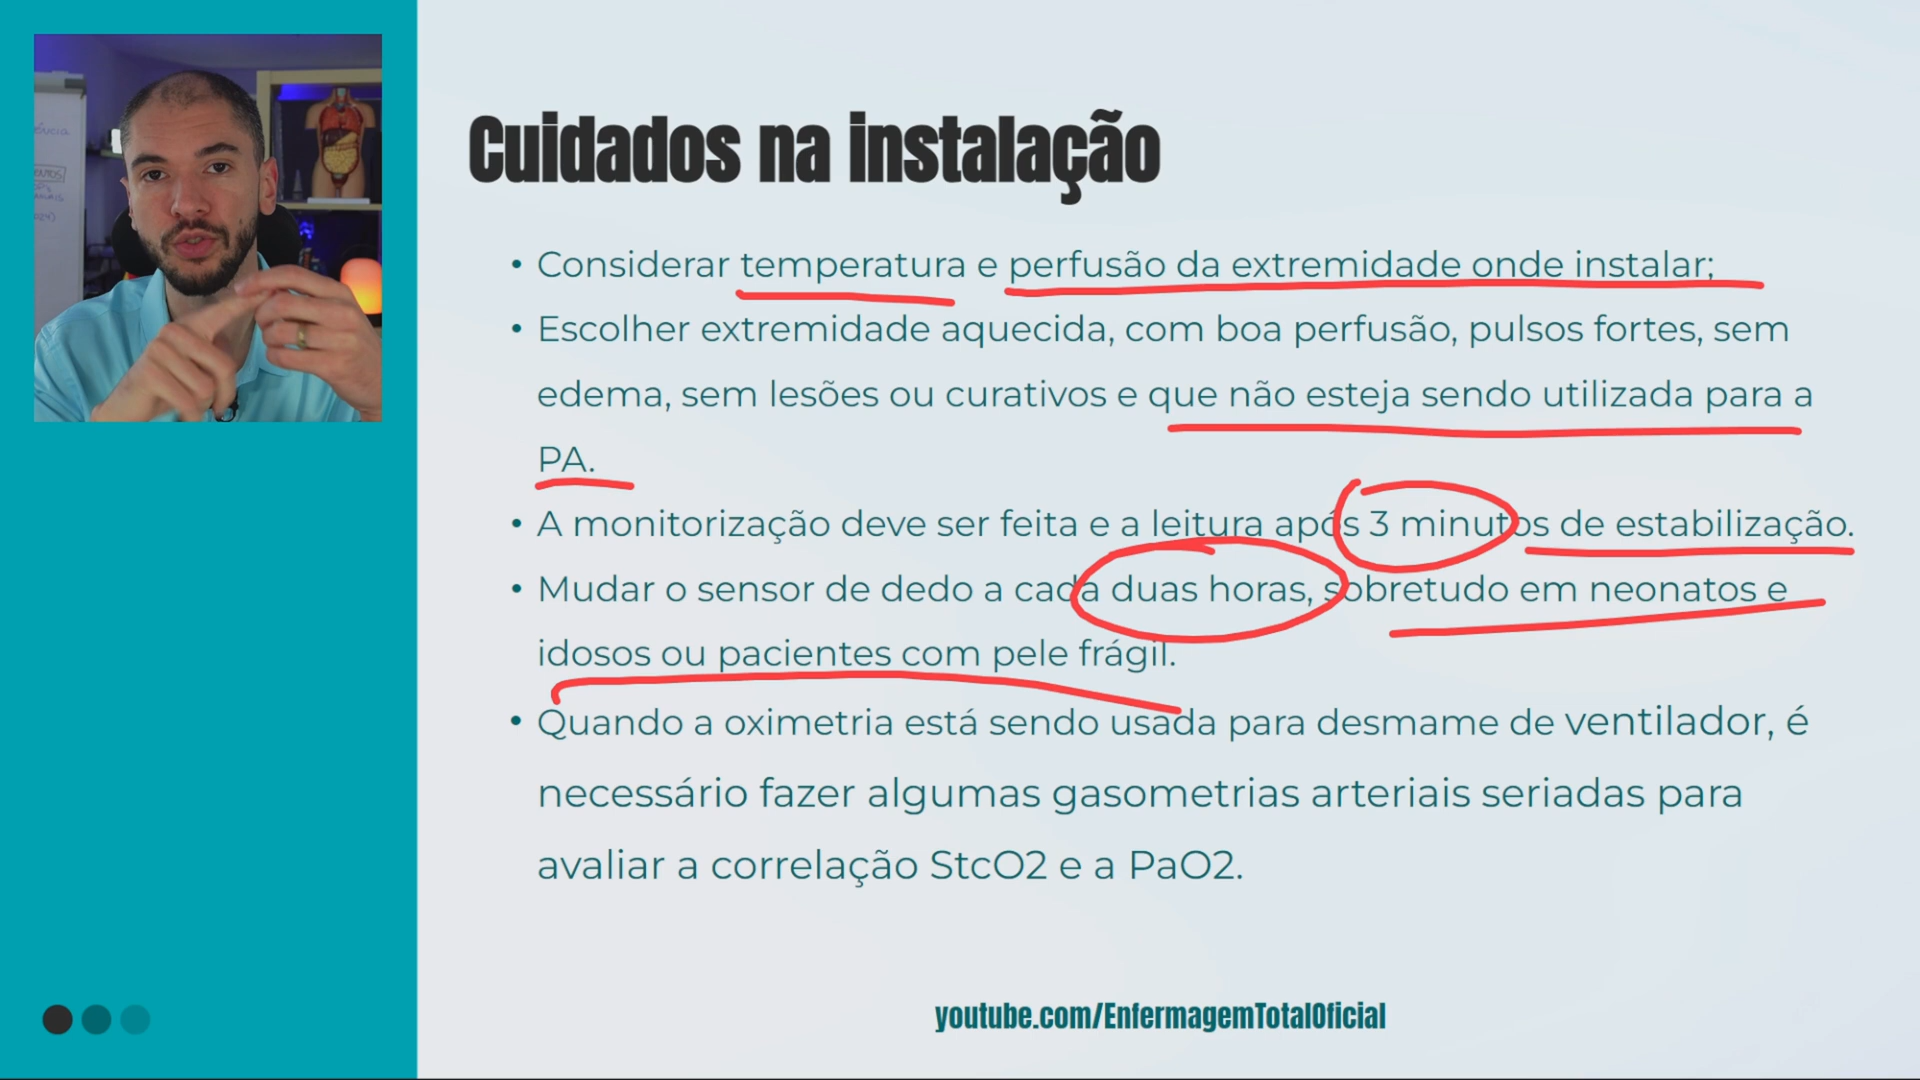 Cuidados na instalação
• Considerar temperatura e perfusão da extremidade onde instalar;
• Escolher extremidade aquecida, com boa perfusão, pulsos fortes, sem
edema, sem lesões ou curativos e que não esteja sendo utilizada para a
PA.
• A monitorização deve ser feita e a leitura após 3 minutos de estabilização.
• Mudar o sensor de dedo a cada duas horas, sobretudo em neonatos e
idosos ou pacientes com pele frágil.
• Quando a oximetria está sendo usada para desmame de ventilador, é
necessário fazer algumas gasometrias arteriais seriadas para
avaliar a correlação StcO2 e a PaO2.
youtube.com/EnfermagemTotalOficial